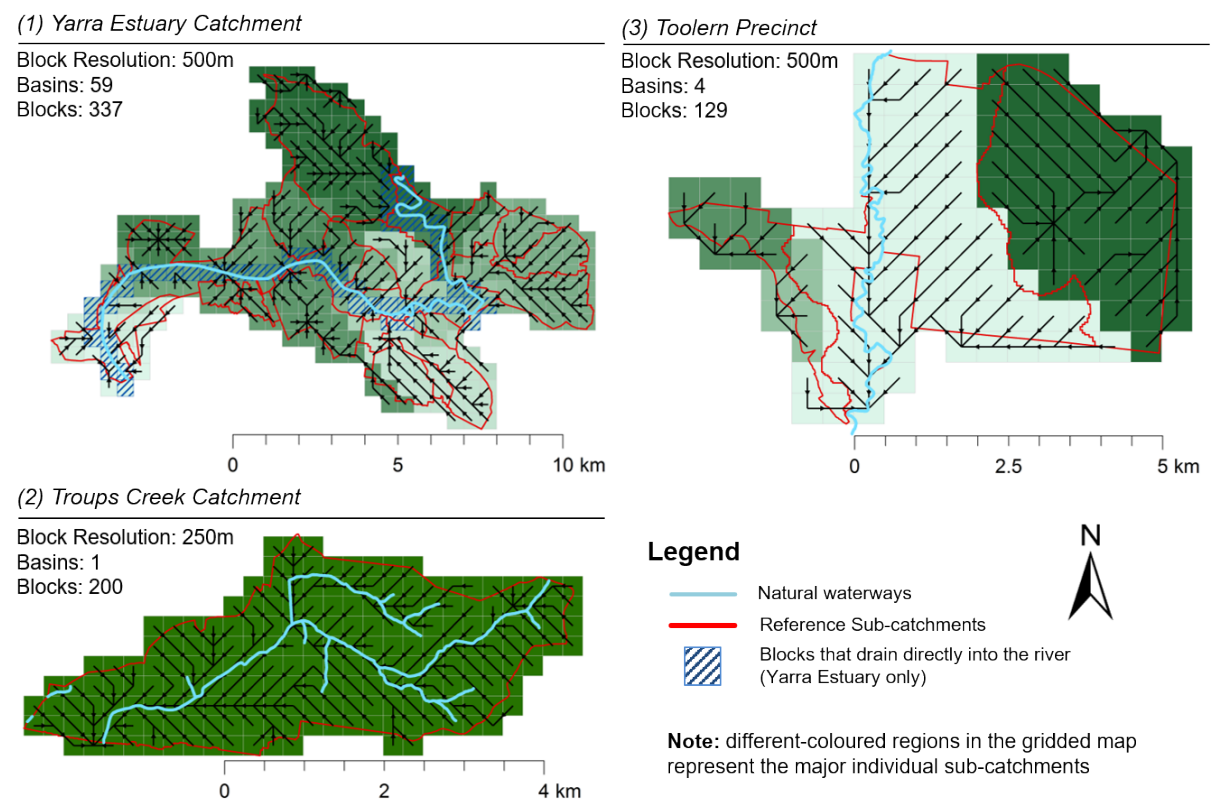 (1) Yarra Estuary Catchment
Block Resolution: 500m
Basins: 59
Blocks: 337
0 5 10 km
(2) Troups Creek Catchment
Block Resolution: 250m
Basins: 1
Blocks: 200
0 2 4 km
(3) Toolern Precinct
Block Resolution: 500m
Basins: 4
Blocks: 129
0 2.5 5 km
Legend
Natural waterways
Reference Sub-catchments
Blocks that drain directly into the river
(Yarra Estuary only)
N
Note: different-coloured regions in the gridded map
represent the major individual sub-catchments